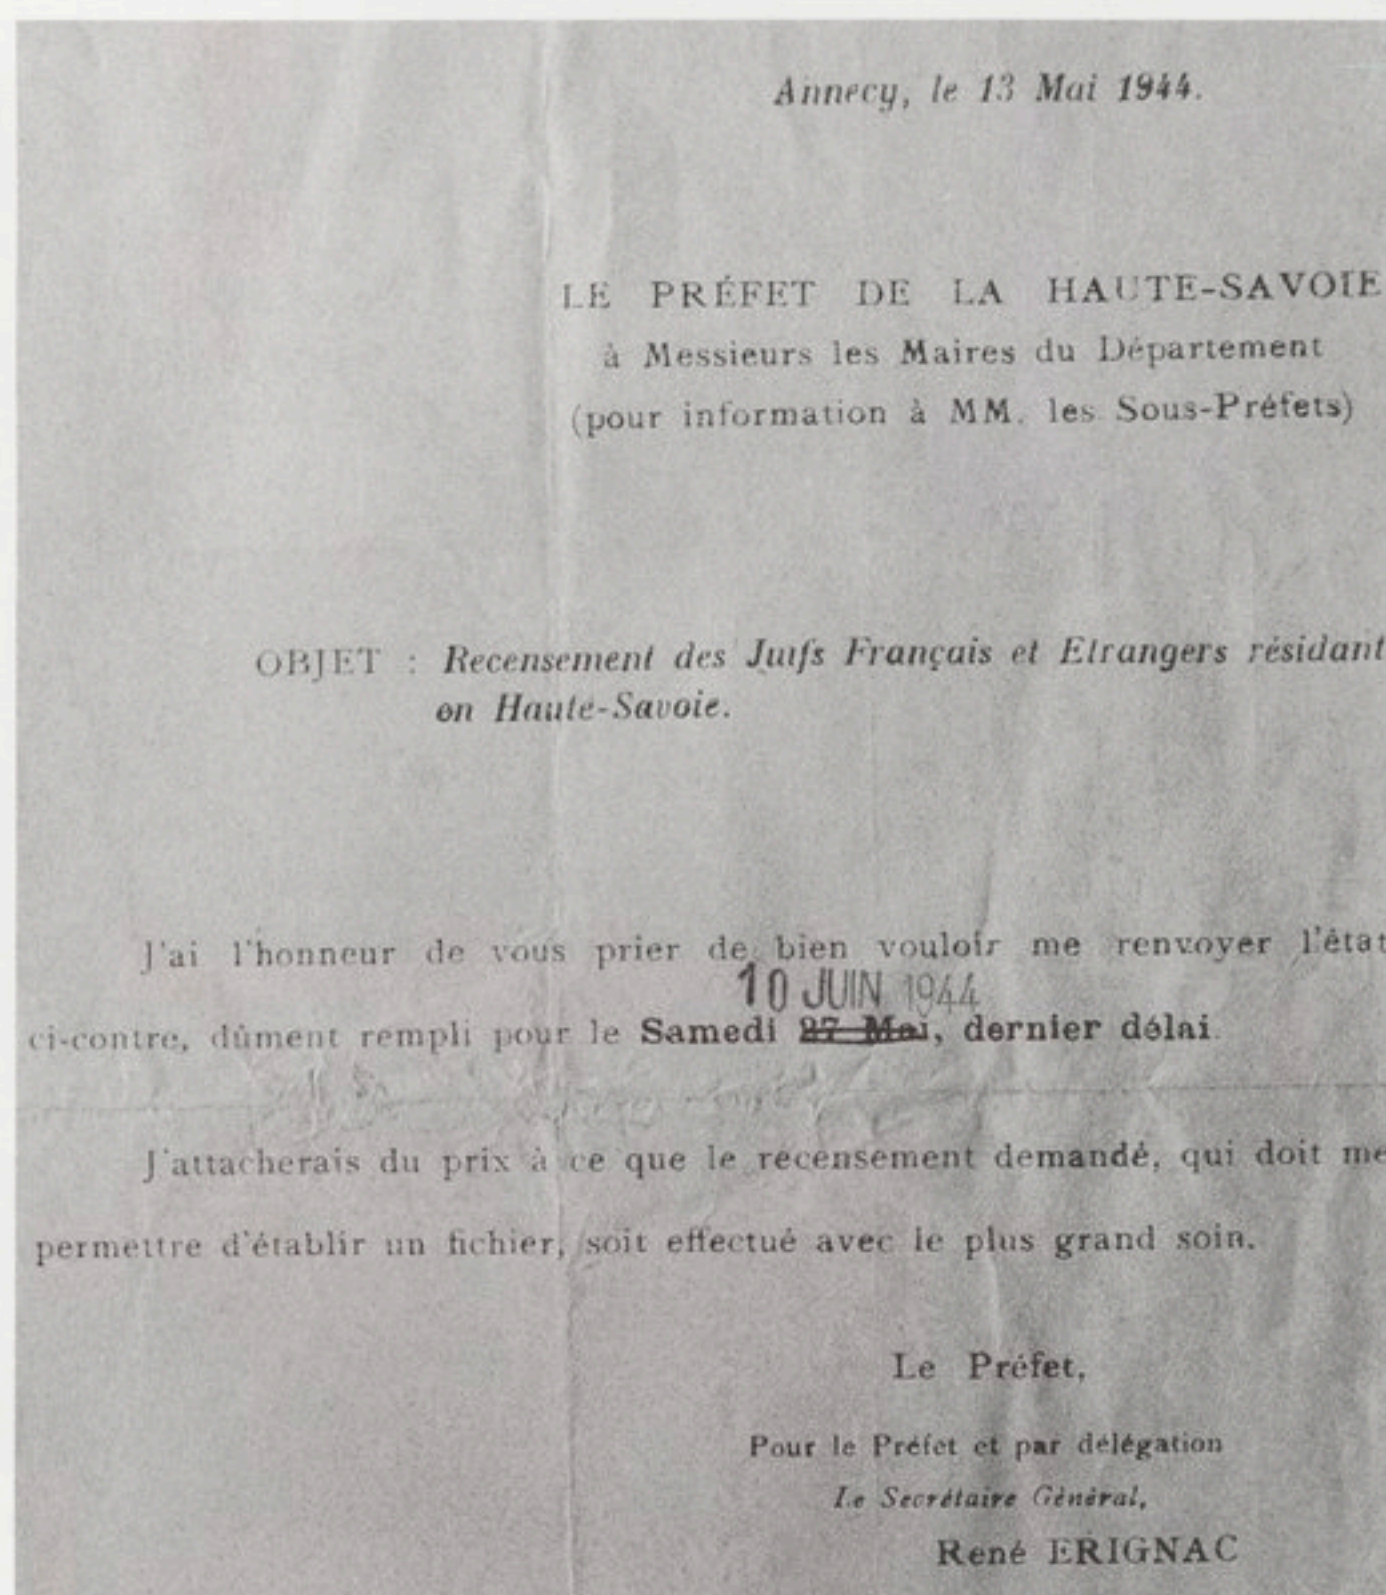 Annecy, le 13 Mai 1944.
LE PRÉFET DE LA HAUTE-SAVOIE
à Messieurs les Maires du Département
(pour information à MM. les Sous-Préfets)
OBJET : Recensement des Juifs Français et Etrangers résidant
en Haute-Savoie.
J'ai l'honneur de vous prier de bien vouloir me renvoyer l'état
10 JUIN 1944
ci-contre, dûment rempli pour le Samedi 27 Mai, dernier délai.
J'attacherais du prix à ce que le recensement demandé, qui doit me
permettre d'établir un fichier, soit effectué avec le plus grand soin.
Le Préfet,
Pour le Préfet et par délégation
Le Secrétaire Général,
René ERIGNAC